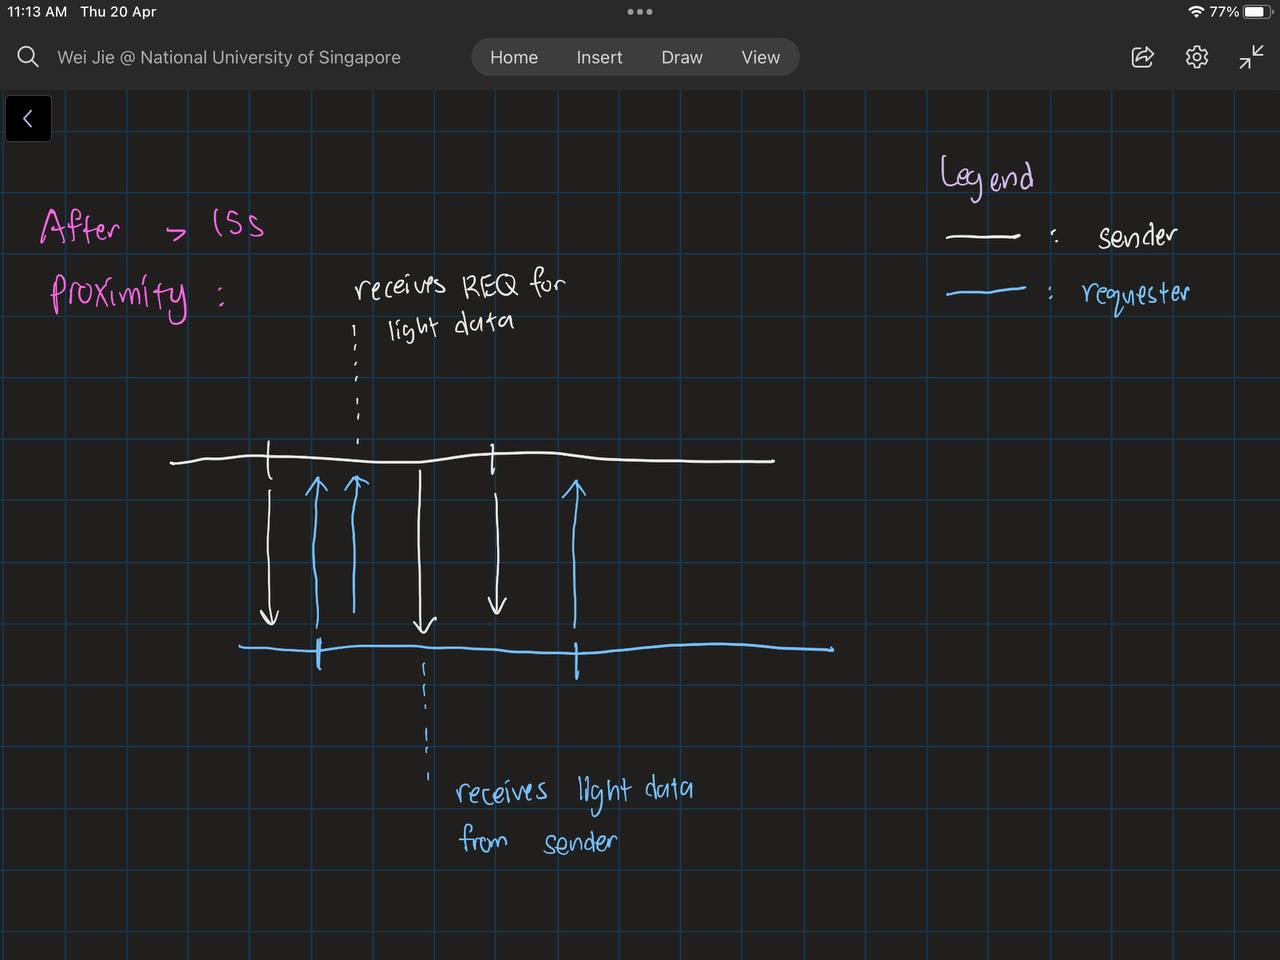 11:13 AM Thu 20 Apr
77%
Wei Jie @ National University of Singapore
Home Insert Draw View
Legend
: sender
: requester
After > 15s
Proximity :
receives REQ for
light data
receives light data
from sender